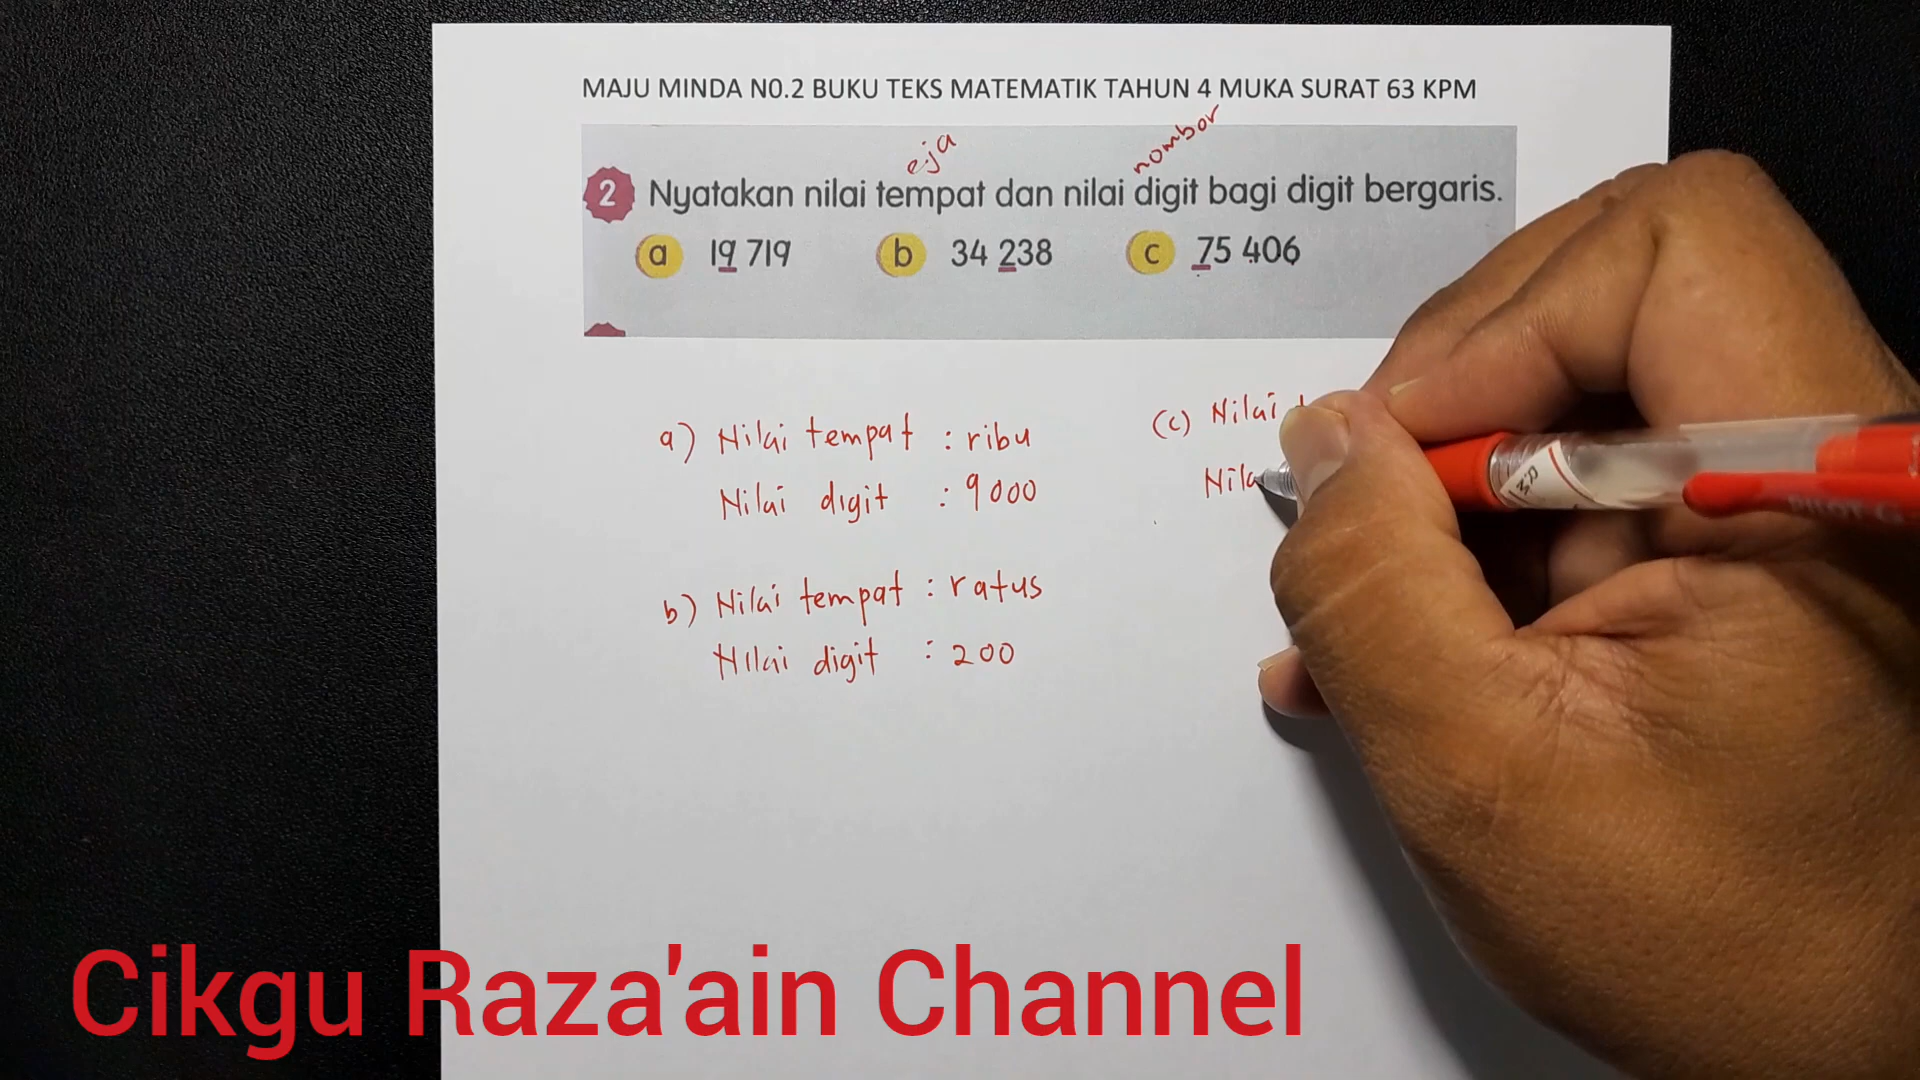 MAJU MINDA NO.2 BUKU TEKS MATEMATIK TAHUN 4 MUKA SURAT 63 KPM
eja nombor
2 Nyatakan nilai tempat dan nilai digit bagi digit bergaris.
a 19 719 b 34 238 c 75 406
a) Nilai tempat : ribu
Nilai digit : 9000
b) Nilai tempat : ratus
Nilai digit : 200
(c) Nilai
Cikgu Raza'ain Channel